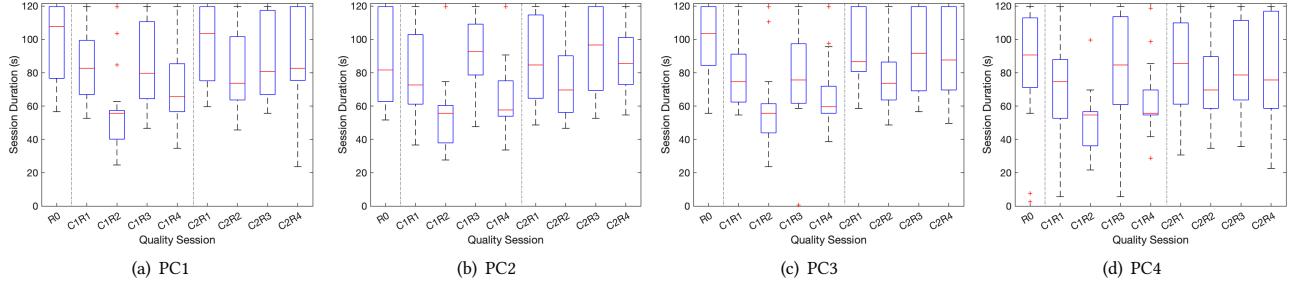 120
100
80
60
40
20
0
Session Duration (s)
R0 C1R1 C1R2 C1R3 C1R4 C2R1 C2R2 C2R3 C2R4
Quality Session
(a) PC1
120
100
80
60
40
20
0
Session Duration (s)
R0 C1R1 C1R2 C1R3 C1R4 C2R1 C2R2 C2R3 C2R4
Quality Session
(b) PC2
120
100
80
60
40
20
0
Session Duration (s)
R0 C1R1 C1R2 C1R3 C1R4 C2R1 C2R2 C2R3 C2R4
Quality Session
(c) PC3
120
100
80
60
40
20
0
Session Duration (s)
R0 C1R1 C1R2 C1R3 C1R4 C2R1 C2R2 C2R3 C2R4
Quality Session
(d) PC4